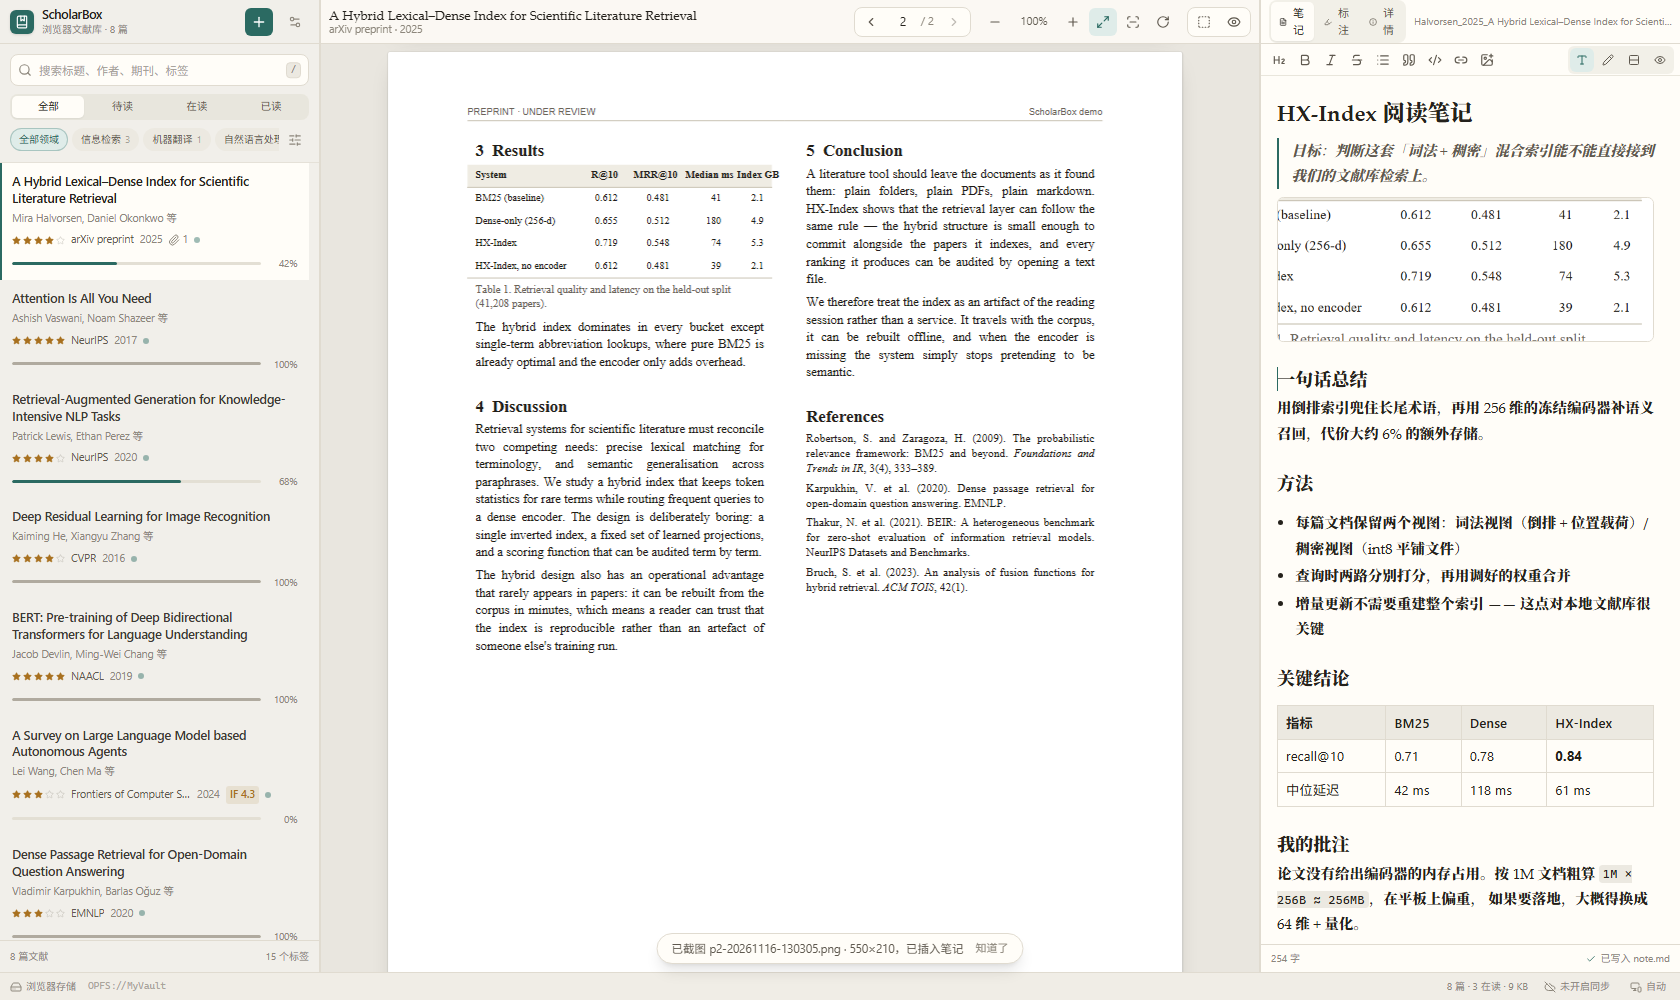 ScholarBox
浏览器文献库 · 8 篇
搜索标题、作者、期刊、标签
/
全部
待读
在读
已读
全部领域
信息检索 3
机器翻译 1
自然语言处理
A Hybrid Lexical–Dense Index for Scientific
Literature Retrieval
Mira Halvorsen, Daniel Okonkwo 等
arXiv preprint 2025 1
42%
Attention Is All You Need
Ashish Vaswani, Noam Shazeer 等
NeurIPS 2017
100%
Retrieval-Augmented Generation for Knowledge-
Intensive NLP Tasks
Patrick Lewis, Ethan Perez 等
NeurIPS 2020
68%
Deep Residual Learning for Image Recognition
Kaiming He, Xiangyu Zhang 等
CVPR 2016
100%
BERT: Pre-training of Deep Bidirectional
Transformers for Language Understanding
Jacob Devlin, Ming-Wei Chang 等
NAACL 2019
100%
A Survey on Large Language Model based
Autonomous Agents
Lei Wang, Chen Ma 等
Frontiers of Computer S... 2024 IF 4.3
0%
Dense Passage Retrieval for Open-Domain
Question Answering
Vladimir Karpukhin, Barlas Oğuz 等
EMNLP 2020
100%
8 篇文献
15 个标签
A Hybrid Lexical–Dense Index for Scientific Literature Retrieval
arXiv preprint · 2025
2 / 2
100%
PREPRINT · UNDER REVIEW
ScholarBox demo
3 Results
System R@10 MRR@10 Median ms Index GB
BM25 (baseline) 0.612 0.481 41 2.1
Dense-only (256-d) 0.655 0.512 180 4.9
HX-Index 0.719 0.548 74 5.3
HX-Index, no encoder 0.612 0.481 39 2.1
Table 1. Retrieval quality and latency on the held-out split
(41,208 papers).
The hybrid index dominates in every bucket except
single-term abbreviation lookups, where pure BM25 is
already optimal and the encoder only adds overhead.
4 Discussion
Retrieval systems for scientific literature must reconcile
two competing needs: precise lexical matching for
terminology, and semantic generalisation across
paraphrases. We study a hybrid index that keeps token
statistics for rare terms while routing frequent queries to
a dense encoder. The design is deliberately boring: a
single inverted index, a fixed set of learned projections,
and a scoring function that can be audited term by term.
The hybrid design also has an operational advantage
that rarely appears in papers: it can be rebuilt from the
corpus in minutes, which means a reader can trust that
the index is reproducible rather than an artefact of
someone else's training run.
5 Conclusion
A literature tool should leave the documents as it found
them: plain folders, plain PDFs, plain markdown.
HX-Index shows that the retrieval layer can follow the
same rule — the hybrid structure is small enough to
commit alongside the papers it indexes, and every
ranking it produces can be audited by opening a text
file.
We therefore treat the index as an artifact of the reading
session rather than a service. It travels with the corpus,
it can be rebuilt offline, and when the encoder is
missing the system simply stops pretending to be
semantic.
References
Robertson, S. and Zaragoza, H. (2009). The probabilistic
relevance framework: BM25 and beyond. Foundations and
Trends in IR, 3(4), 333–389.
Karpukhin, V. et al. (2020). Dense passage retrieval for
open-domain question answering. EMNLP.
Thakur, N. et al. (2021). BEIR: A heterogeneous benchmark
for zero-shot evaluation of information retrieval models.
NeurIPS Datasets and Benchmarks.
Bruch, S. et al. (2023). An analysis of fusion functions for
hybrid retrieval. ACM TOIS, 42(1).
已截图 p2-20261116-130305.png · 550×210，已插入笔记 知道了
笔记
标注
详情
Halvorsen_2025_A Hybrid Lexical–Dense Index for Scienti...
H2
HX-Index 阅读笔记
目标：判断这套「词法 + 稠密」混合索引能不能直接接到
我们的文献库检索上。
(baseline) 0.612 0.481 41 2.1
only (256-d) 0.655 0.512 180 4.9
dex 0.719 0.548 74 5.3
dex, no encoder 0.612 0.481 39 2.1
. Retrieval quality and latency on the held-out split
一句话总结
用倒排索引兜住长尾术语，再用 256 维的冻结编码器补语义
召回，代价大约 6% 的额外存储。
方法
• 每篇文档保留两个视图：词法视图（倒排 + 位置载荷）/
稠密视图（int8 平铺文件）
• 查询时两路分别打分，再用调好的权重合并
• 增量更新不需要重建整个索引 —— 这点对本地文献库很
关键
关键结论
指标 BM25 Dense HX-Index
recall@10 0.71 0.78 0.84
中位延迟 42 ms 118 ms 61 ms
我的批注
论文没有给出编码器的内存占用。按 1M 文档粗算 1M ×
256B ≈ 256MB，在平板上偏重，如果要落地，大概得换成
64 维 + 量化。
254 字
已写入 note.md
浏览器存储 OPFS://MyVault
8 篇 · 3 在读 · 9 KB
未开启同步
自动